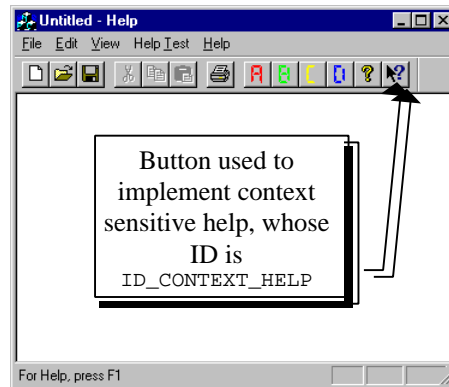 Untitled - Help
File Edit View Help Test Help
A B C D ? ?
Button used to
implement context
sensitive help, whose
ID is
ID_CONTEXT_HELP
For Help, press F1